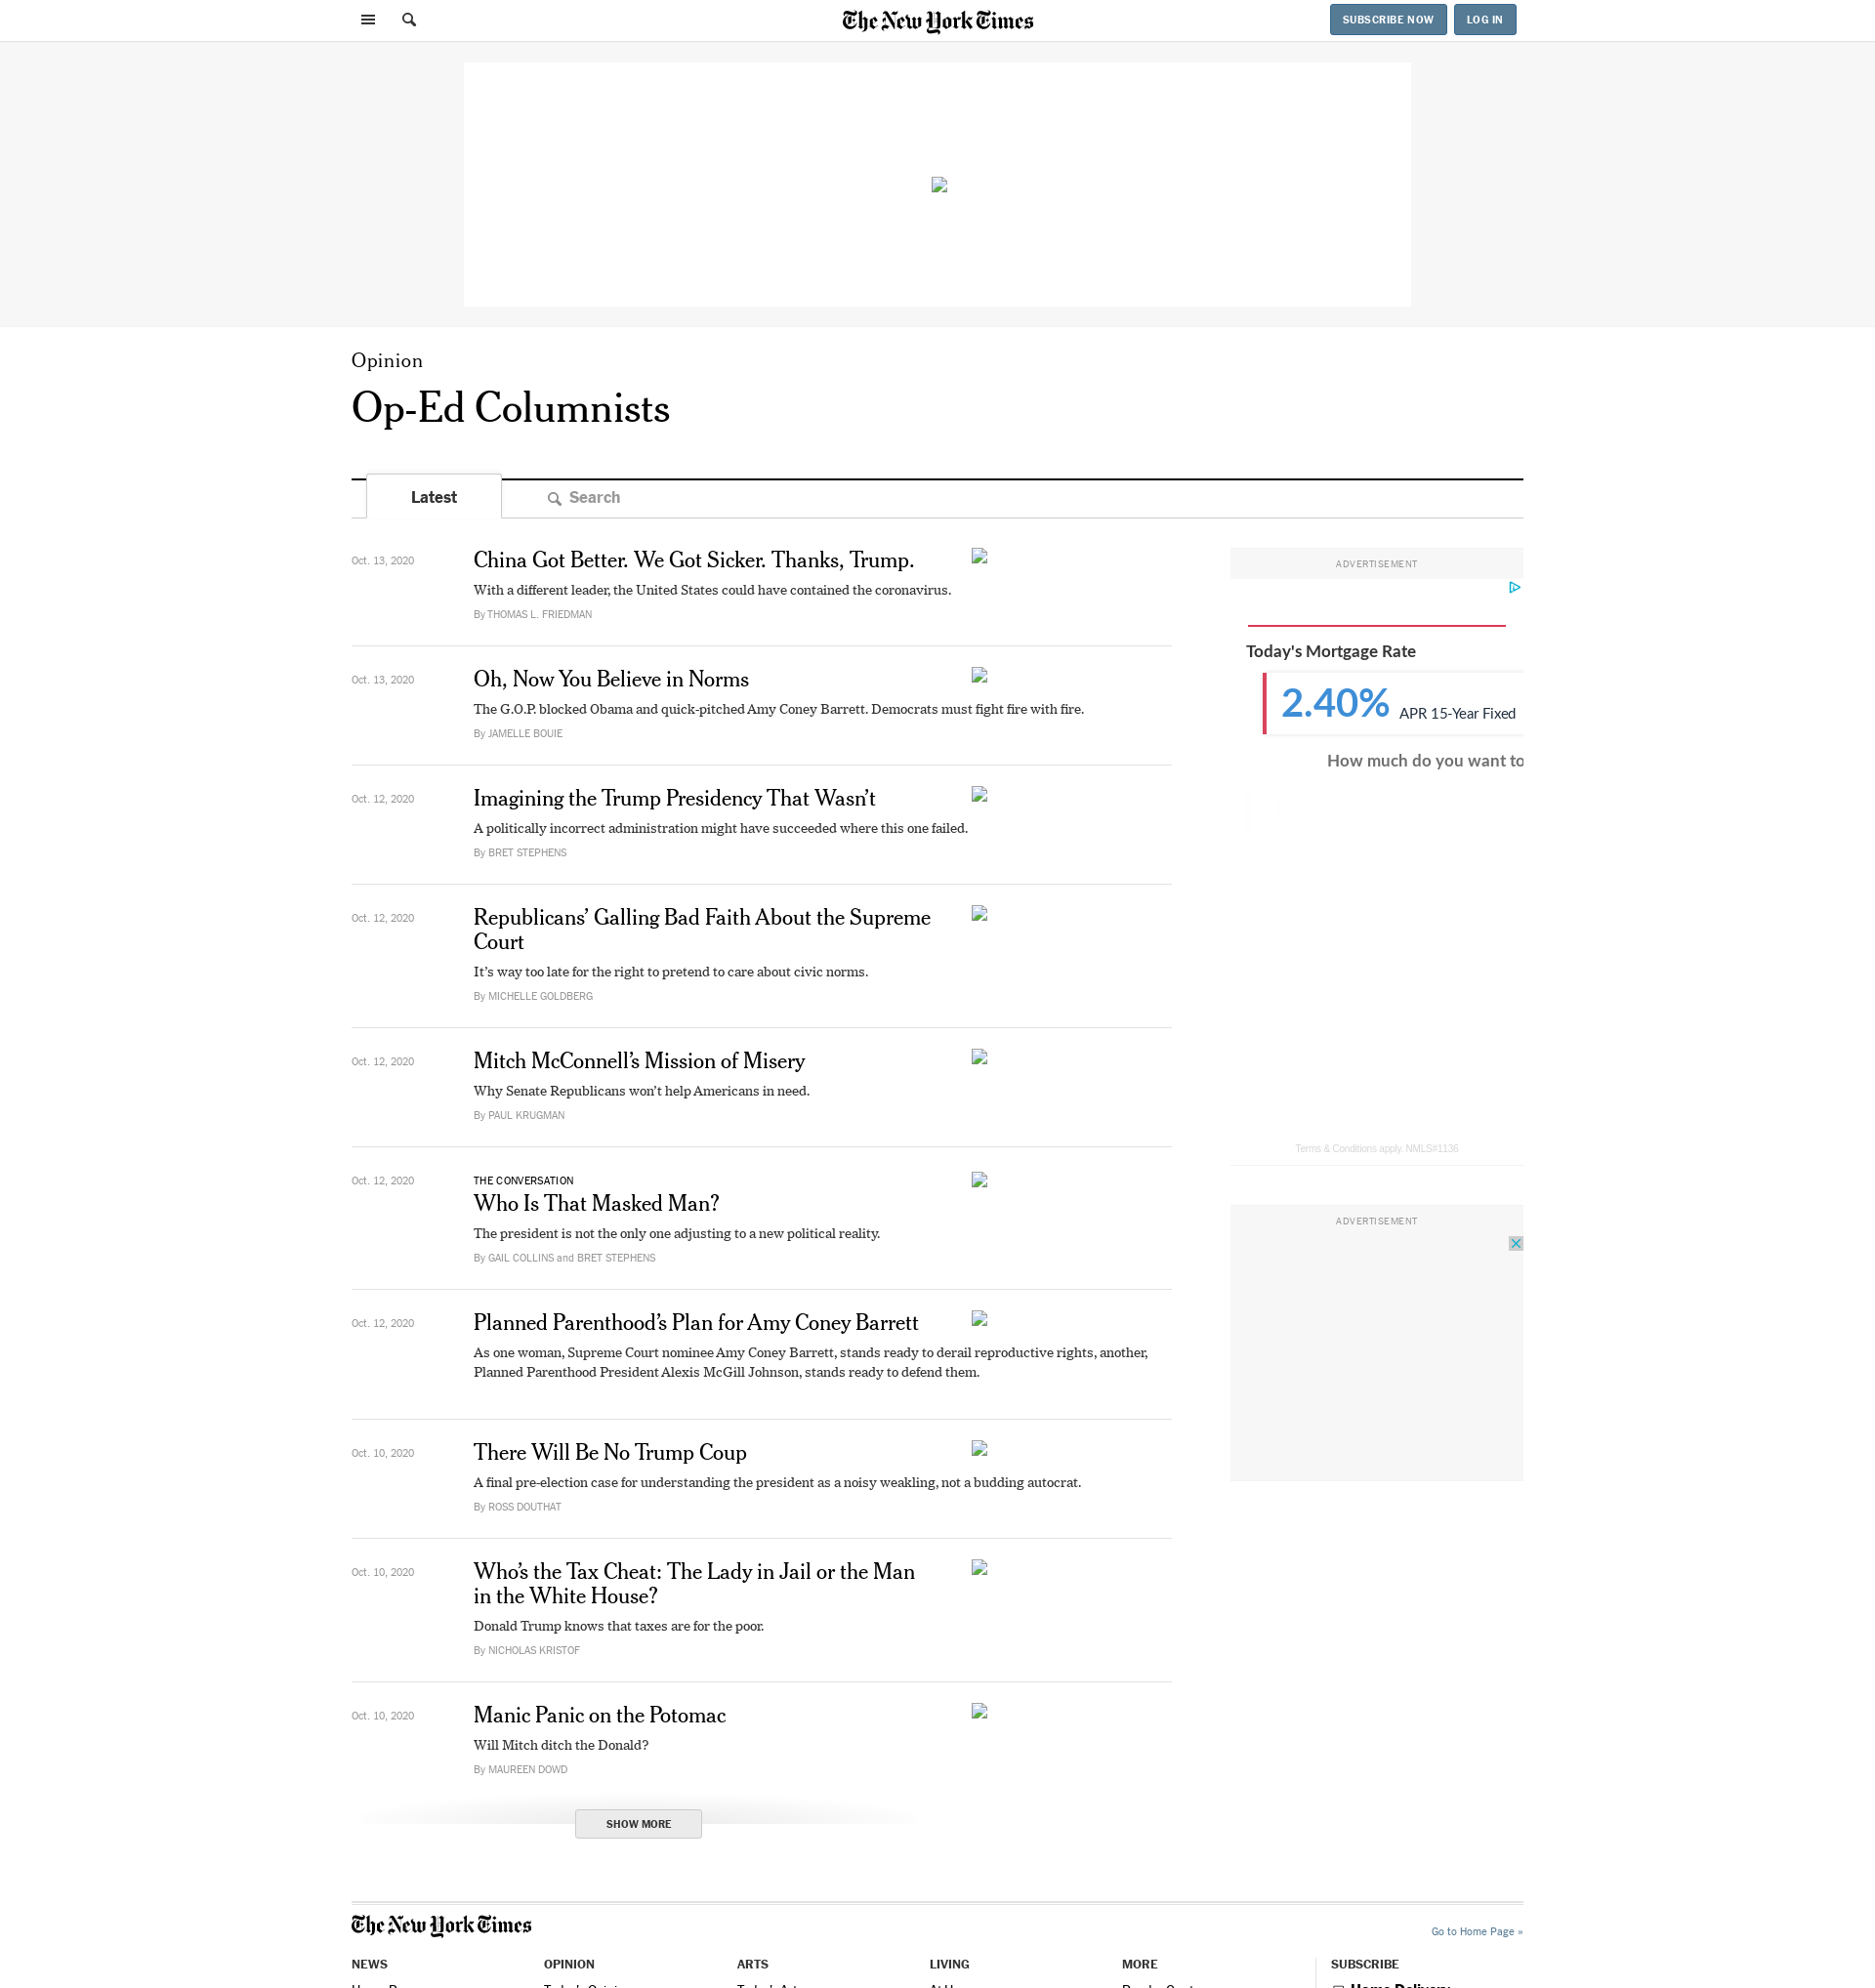 The New York Times
SUBSCRIBE NOW
LOG IN
Opinion
Op-Ed Columnists
Latest
Search
Oct. 13, 2020
China Got Better. We Got Sicker. Thanks, Trump.
With a different leader, the United States could have contained the coronavirus.
By THOMAS L. FRIEDMAN
Oct. 13, 2020
Oh, Now You Believe in Norms
The G.O.P. blocked Obama and quick-pitched Amy Coney Barrett. Democrats must fight fire with fire.
By JAMELLE BOUIE
Oct. 12, 2020
Imagining the Trump Presidency That Wasn’t
A politically incorrect administration might have succeeded where this one failed.
By BRET STEPHENS
Oct. 12, 2020
Republicans’ Galling Bad Faith About the Supreme
Court
It’s way too late for the right to pretend to care about civic norms.
By MICHELLE GOLDBERG
Oct. 12, 2020
Mitch McConnell’s Mission of Misery
Why Senate Republicans won’t help Americans in need.
By PAUL KRUGMAN
Oct. 12, 2020
THE CONVERSATION
Who Is That Masked Man?
The president is not the only one adjusting to a new political reality.
By GAIL COLLINS and BRET STEPHENS
Oct. 12, 2020
Planned Parenthood’s Plan for Amy Coney Barrett
As one woman, Supreme Court nominee Amy Coney Barrett, stands ready to derail reproductive rights, another,
Planned Parenthood President Alexis McGill Johnson, stands ready to defend them.
Oct. 10, 2020
There Will Be No Trump Coup
A final pre-election case for understanding the president as a noisy weakling, not a budding autocrat.
By ROSS DOUTHAT
Oct. 10, 2020
Who’s the Tax Cheat: The Lady in Jail or the Man
in the White House?
Donald Trump knows that taxes are for the poor.
By NICHOLAS KRISTOF
Oct. 10, 2020
Manic Panic on the Potomac
Will Mitch ditch the Donald?
By MAUREEN DOWD
SHOW MORE
ADVERTISEMENT
Today's Mortgage Rate
2.40% APR 15-Year Fixed
How much do you want to
Terms & Conditions apply. NMLS#1136
ADVERTISEMENT
The New York Times
Go to Home Page »
NEWS
OPINION
ARTS
LIVING
MORE
SUBSCRIBE
Home Delivery